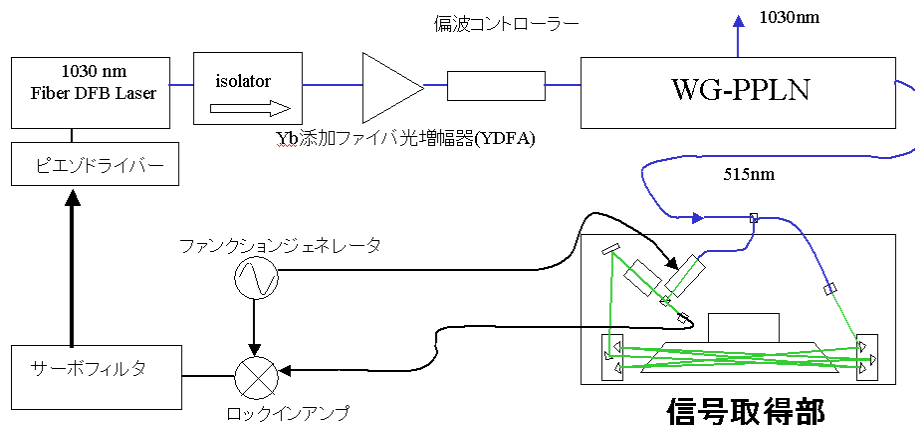 偏波コントローラー
1030nm
1030 nm
Fiber DFB Laser
isolator
WG-PPLN
Yb添加ファイバ光増幅器(YDFA)
ピエゾドライバー
515nm
ファンクションジェネレータ
サーボフィルタ
ロックインアンプ
信号取得部